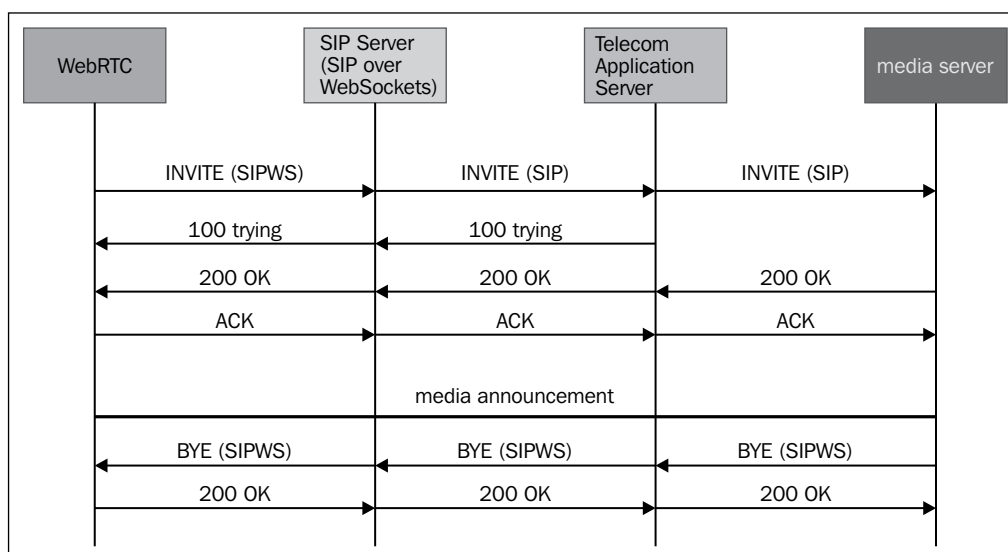 WebRTC
SIP Server
(SIP over
WebSockets)
Telecom
Application
Server
media server
INVITE (SIPWS)
INVITE (SIP)
INVITE (SIP)
100 trying
100 trying
200 OK
200 OK
200 OK
ACK
ACK
ACK
media announcement
BYE (SIPWS)
BYE (SIPWS)
BYE (SIPWS)
200 OK
200 OK
200 OK